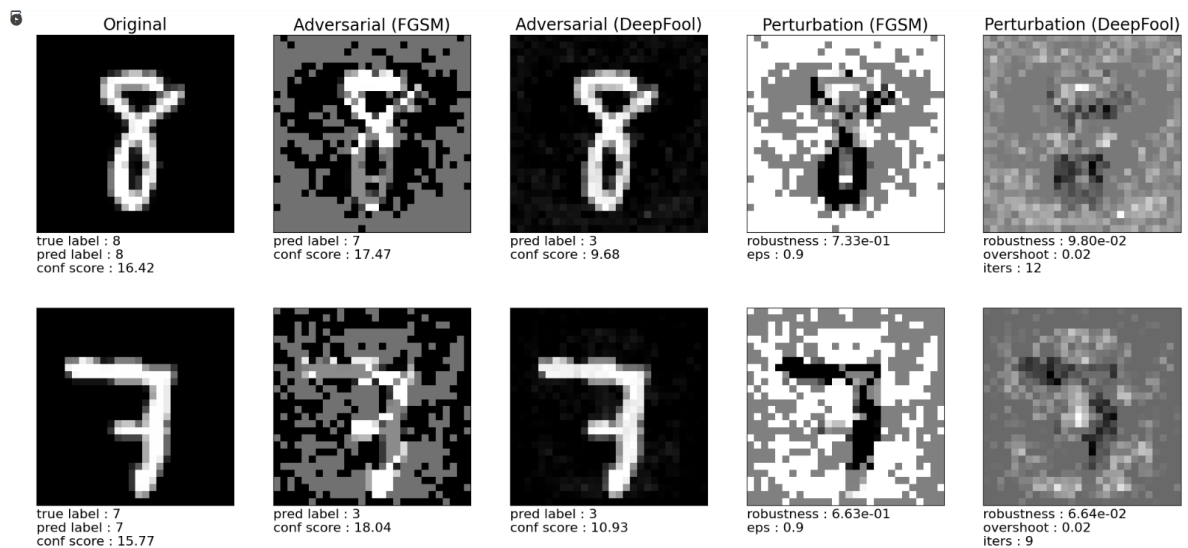 Original
Adversarial (FGSM)
Adversarial (DeepFool)
Perturbation (FGSM)
Perturbation (DeepFool)
true label : 8
pred label : 8
conf score : 16.42
pred label : 7
conf score : 17.47
pred label : 3
conf score : 9.68
robustness : 7.33e-01
eps : 0.9
robustness : 9.80e-02
overshoot : 0.02
iters : 12
true label : 7
pred label : 7
conf score : 15.77
pred label : 3
conf score : 18.04
pred label : 3
conf score : 10.93
robustness : 6.63e-01
eps : 0.9
robustness : 6.64e-02
overshoot : 0.02
iters : 9